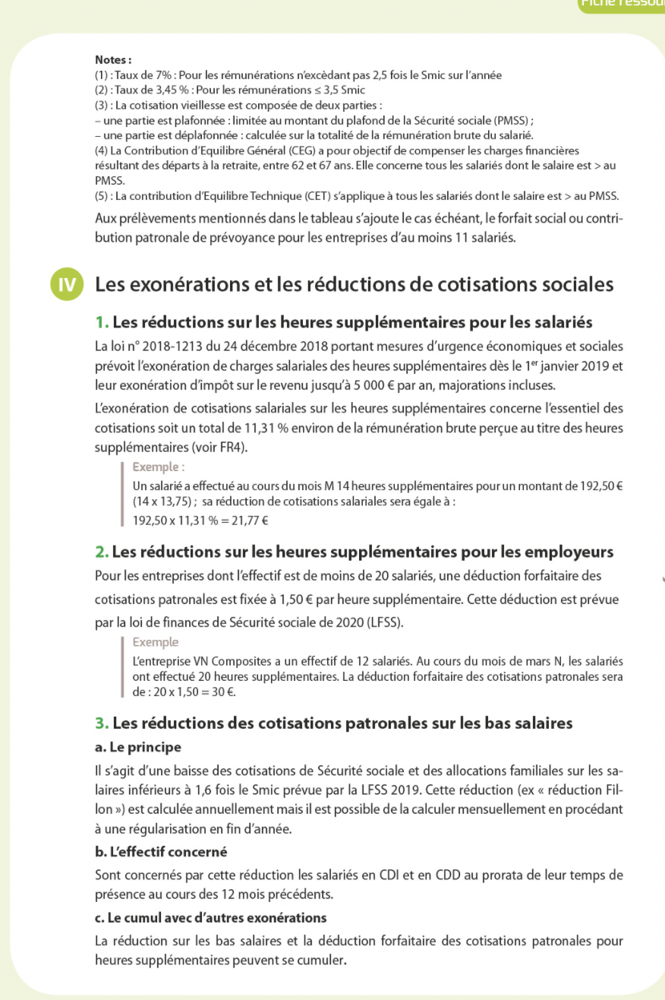 Notes :
(1) : Taux de 7% : Pour les rémunérations n’excèdant pas 2,5 fois le Smic sur l’année
(2) : Taux de 3,45 % : Pour les rémunérations ≤ 3,5 Smic
(3) : La cotisation vieillesse est composée de deux parties :
– une partie est plafonnée : limitée au montant du plafond de la Sécurité sociale (PMSS) ;
– une partie est déplafonnée : calculée sur la totalité de la rémunération brute du salarié.
(4) La Contribution d’Equilibre Général (CEG) a pour objectif de compenser les charges financières
résultant des départs à la retraite, entre 62 et 67 ans. Elle concerne tous les salariés dont le salaire est > au
PMSS.
(5) : La contribution d’Equilibre Technique (CET) s’applique à tous les salariés dont le salaire est > au PMSS.
Aux prélèvements mentionnés dans le tableau s’ajoute le cas échéant, le forfait social ou contri-
bution patronale de prévoyance pour les entreprises d’au moins 11 salariés.
IV Les exonérations et les réductions de cotisations sociales
1. Les réductions sur les heures supplémentaires pour les salariés
La loi n° 2018-1213 du 24 décembre 2018 portant mesures d’urgence économiques et sociales
prévoit l’exonération de charges salariales des heures supplémentaires dès le 1er janvier 2019 et
leur exonération d’impôt sur le revenu jusqu’à 5 000 € par an, majorations incluses.
L’exonération de cotisations salariales sur les heures supplémentaires concerne l’essentiel des
cotisations soit un total de 11,31 % environ de la rémunération brute perçue au titre des heures
supplémentaires (voir FR4).
Exemple :
Un salarié a effectué au cours du mois M 14 heures supplémentaires pour un montant de 192,50 €
(14 x 13,75) ; sa réduction de cotisations salariales sera égale à :
192,50 x 11,31 % = 21,77 €
2. Les réductions sur les heures supplémentaires pour les employeurs
Pour les entreprises dont l’effectif est de moins de 20 salariés, une déduction forfaitaire des
cotisations patronales est fixée à 1,50 € par heure supplémentaire. Cette déduction est prévue
par la loi de finances de Sécurité sociale de 2020 (LFSS).
Exemple
L’entreprise VN Composites a un effectif de 12 salariés. Au cours du mois de mars N, les salariés
ont effectué 20 heures supplémentaires. La déduction forfaitaire des cotisations patronales sera
de : 20 x 1,50 = 30 €.
3. Les réductions des cotisations patronales sur les bas salaires
a. Le principe
Il s’agit d’une baisse des cotisations de Sécurité sociale et des allocations familiales sur les sa-
laires inférieurs à 1,6 fois le Smic prévue par la LFSS 2019. Cette réduction (ex « réduction Fil-
lon ») est calculée annuellement mais il est possible de la calculer mensuellement en procédant
à une régularisation en fin d’année.
b. L’effectif concerné
Sont concernés par cette réduction les salariés en CDI et en CDD au prorata de leur temps de
présence au cours des 12 mois précédents.
c. Le cumul avec d’autres exonérations
La réduction sur les bas salaires et la déduction forfaitaire des cotisations patronales pour
heures supplémentaires peuvent se cumuler.